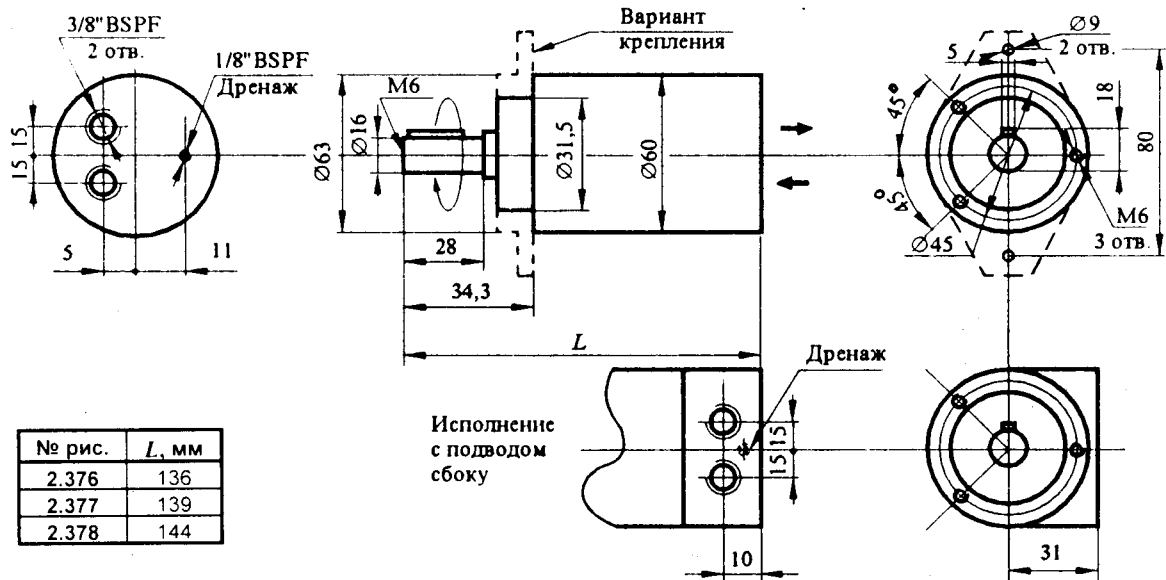 3/8" BSPF
2 отв.
1/8" BSPF
Дренаж
15
15
5
11
Вариант
крепления
M6
Ø16
Ø63
Ø31,5
Ø60
28
34,3
L
Ø9
2 отв.
5
18
80
45°
45°
Ø45
M6
3 отв.
Дренаж
Исполнение
с подводом
сбоку
15
15
10
31
№ рис. L, мм
2.376 136
2.377 139
2.378 144